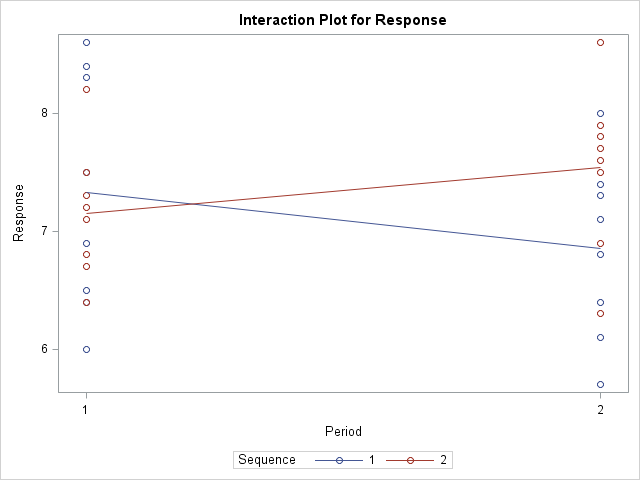 Interaction Plot for Response
Response
8
7
6
1 2
Period
Sequence 1 2